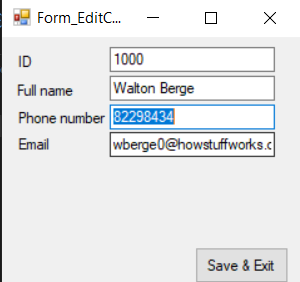 Form_EditC...
ID 1000
Full name Walton Berge
Phone number 82298434
Email wberge0@howstuffworks.c
Save & Exit